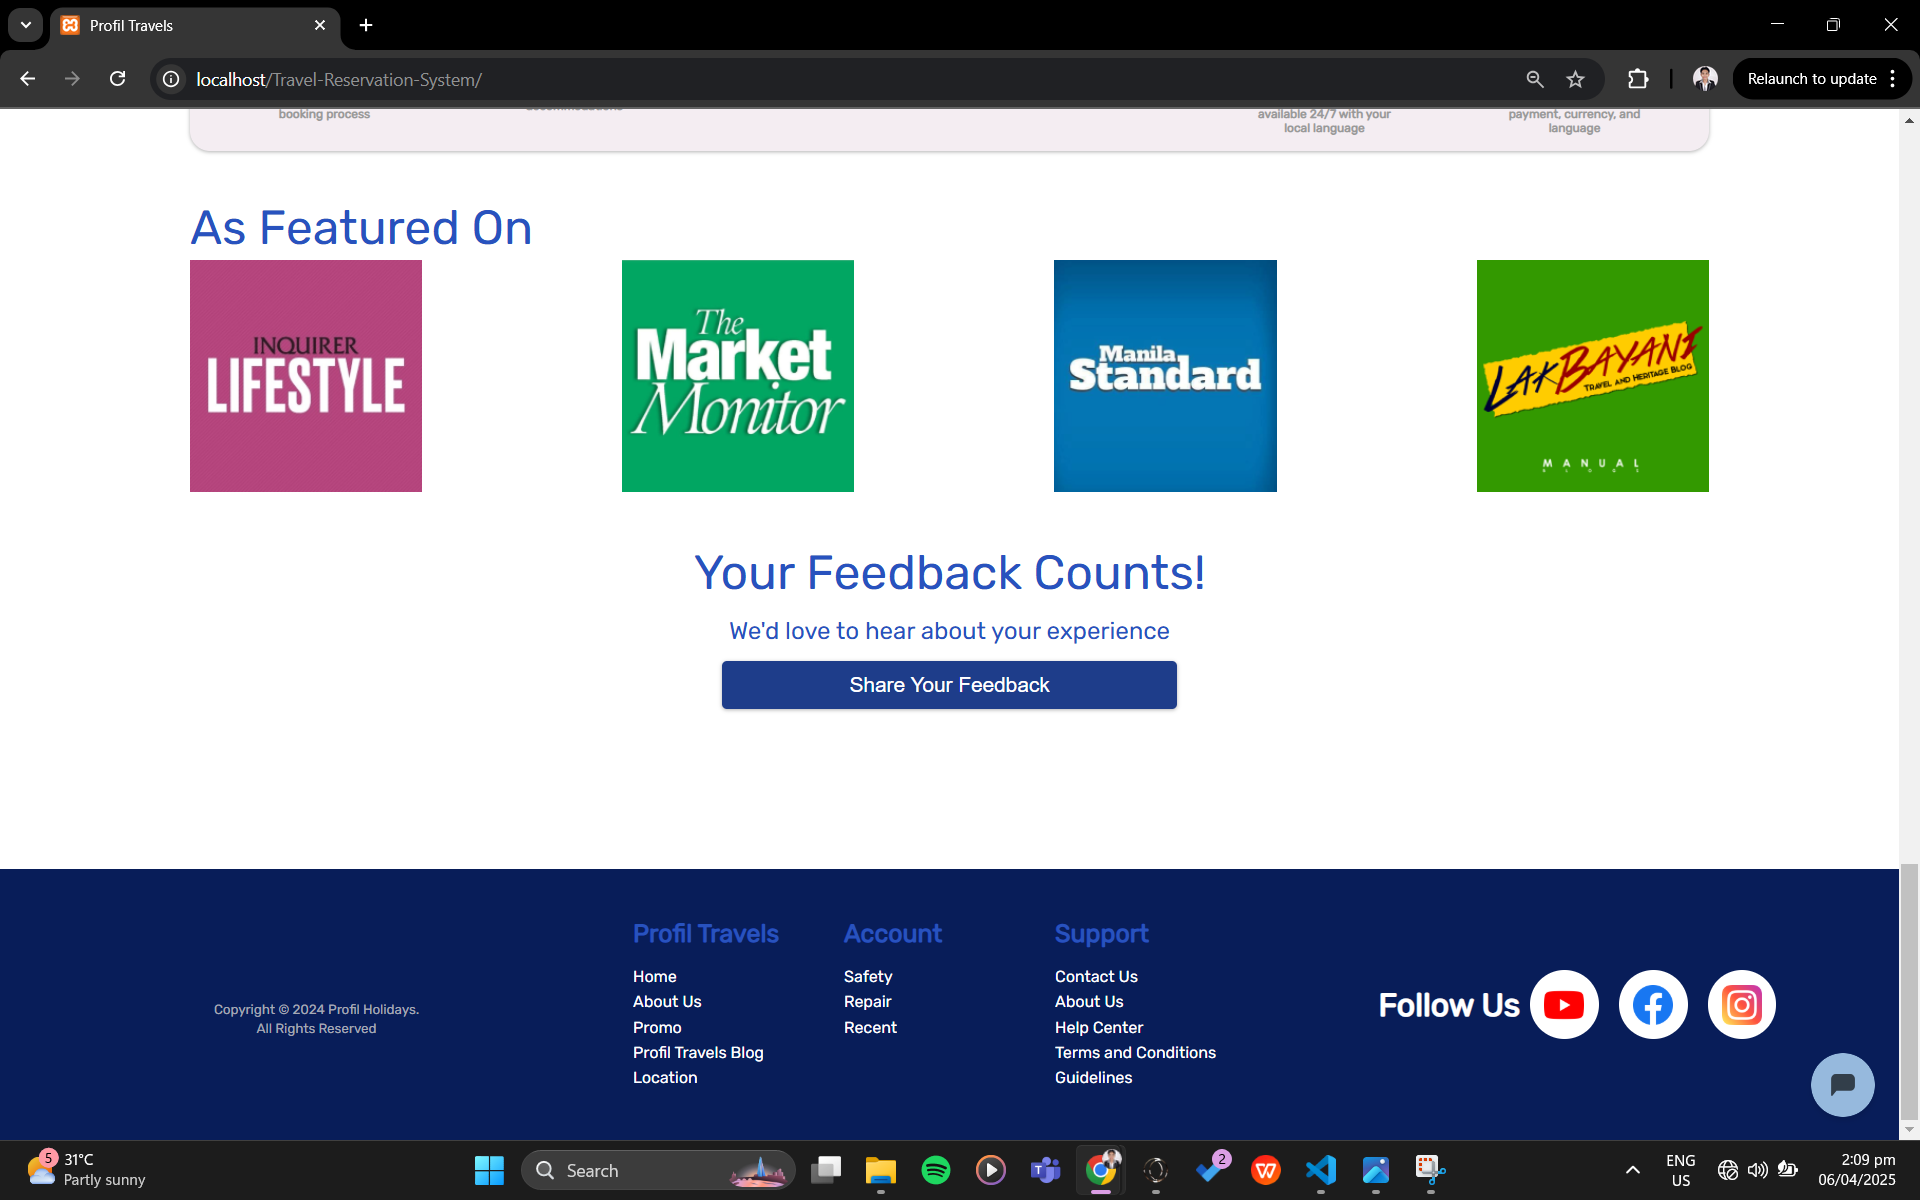 Profil Travels
localhost/Travel-Reservation-System/
Relaunch to update
booking process
available 24/7 with your
local language
payment, currency, and
language
As Featured On
INQUIRER
LIFESTYLE
The
Market
Monitor
Manila
Standard
LAKBAYANI
TRAVEL AND HERITAGE BLOG
MANUAL
Your Feedback Counts!
We'd love to hear about your experience
Share Your Feedback
Copyright © 2024 Profil Holidays.
All Rights Reserved
Profil Travels
Home
About Us
Promo
Profil Travels Blog
Location
Account
Safety
Repair
Recent
Support
Contact Us
About Us
Help Center
Terms and Conditions
Guidelines
Follow Us
5
31°C
Partly sunny
Search
2
ENG
US
2:09 pm
06/04/2025